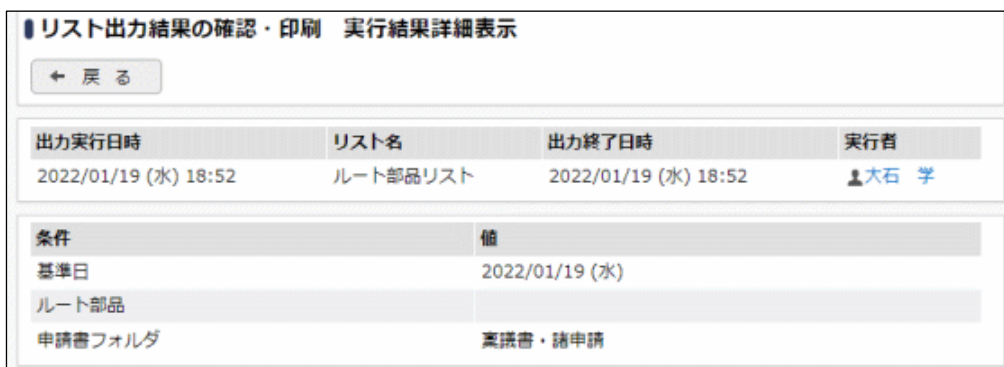 リスト出力結果の確認・印刷　実行結果詳細表示
← 戻る
出力実行日時 リスト名 出力終了日時 実行者
2022/01/19 (水) 18:52 ルート部品リスト 2022/01/19 (水) 18:52 大石　学
条件 値
基準日 2022/01/19 (水)
ルート部品
申請書フォルダ 稟議書・諸申請